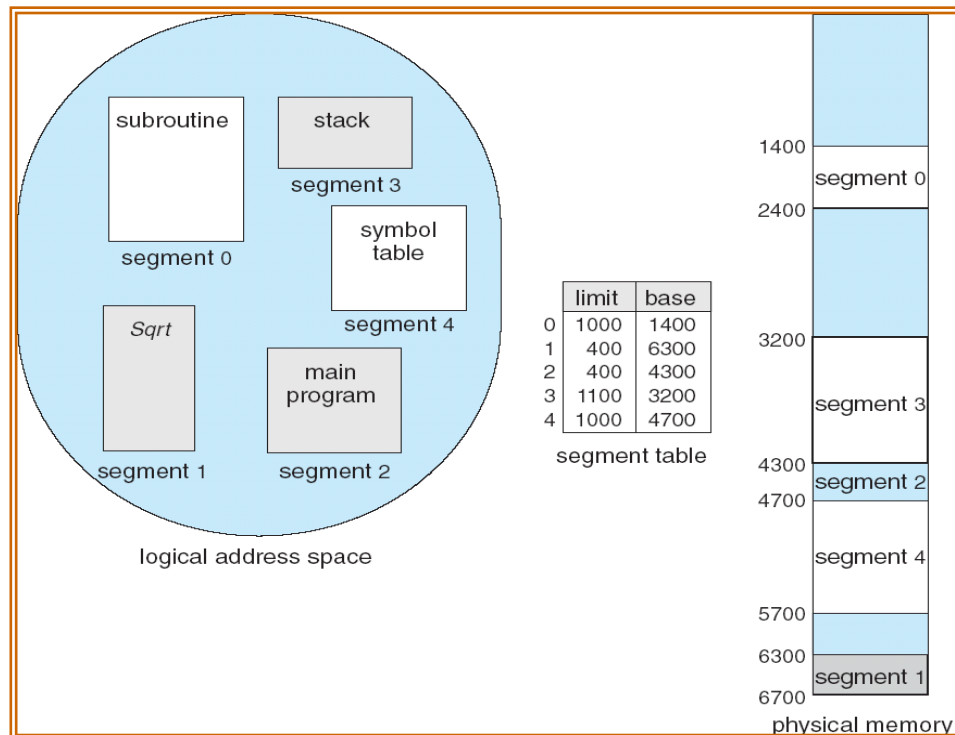 subroutine
segment 0
stack
segment 3
symbol
table
segment 4
Sqrt
segment 1
main
program
segment 2
logical address space
limit base
0 1000 1400
1 400 6300
2 400 4300
3 1100 3200
4 1000 4700
segment table
1400
segment 0
2400
3200
segment 3
4300
segment 2
4700
segment 4
5700
6300
segment 1
6700
physical memory